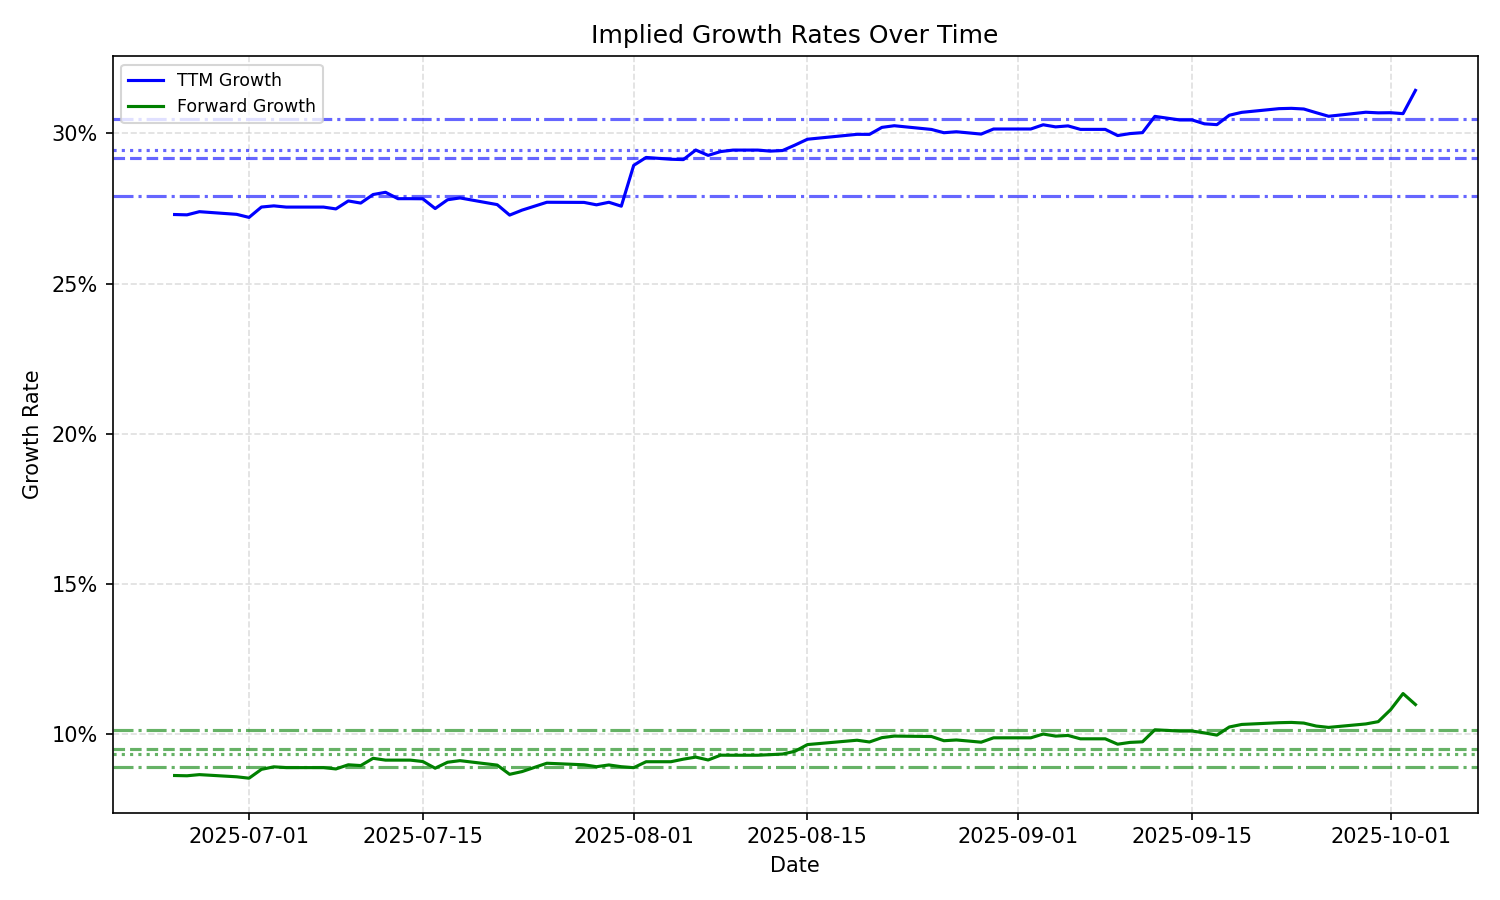 Implied Growth Rates Over Time
TTM Growth
Forward Growth
30%
25%
20%
15%
10%
Growth Rate
2025-07-01
2025-07-15
2025-08-01
2025-08-15
2025-09-01
2025-09-15
2025-10-01
Date